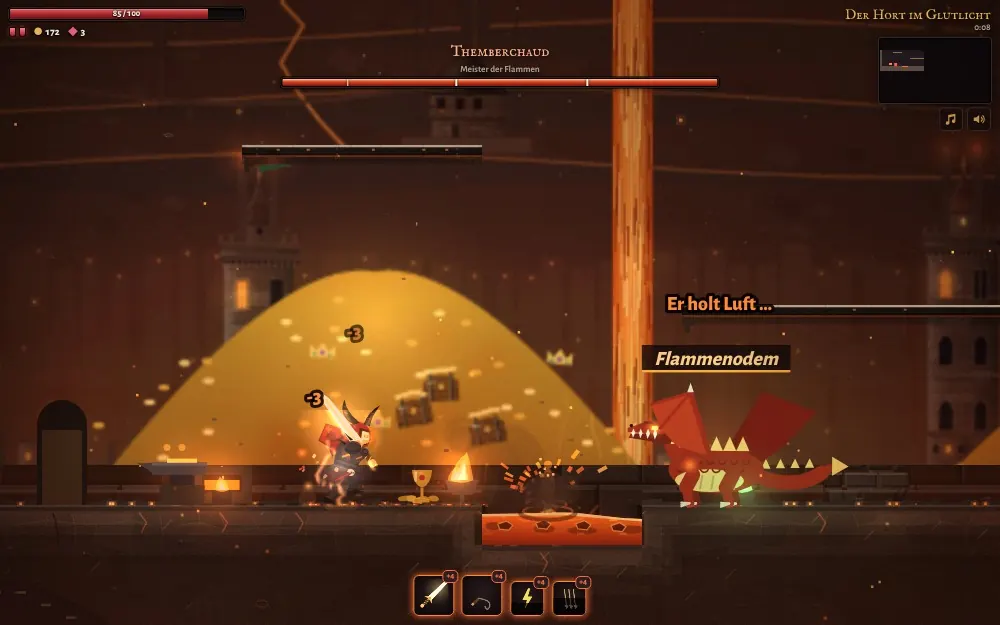 85/100
172
3
Der Hort im Glutlicht
0:08
Themberchaud
Meister der Flammen
Er holt Luft ...
-3
Flammenodem
-3
+4
+4
+4
+4